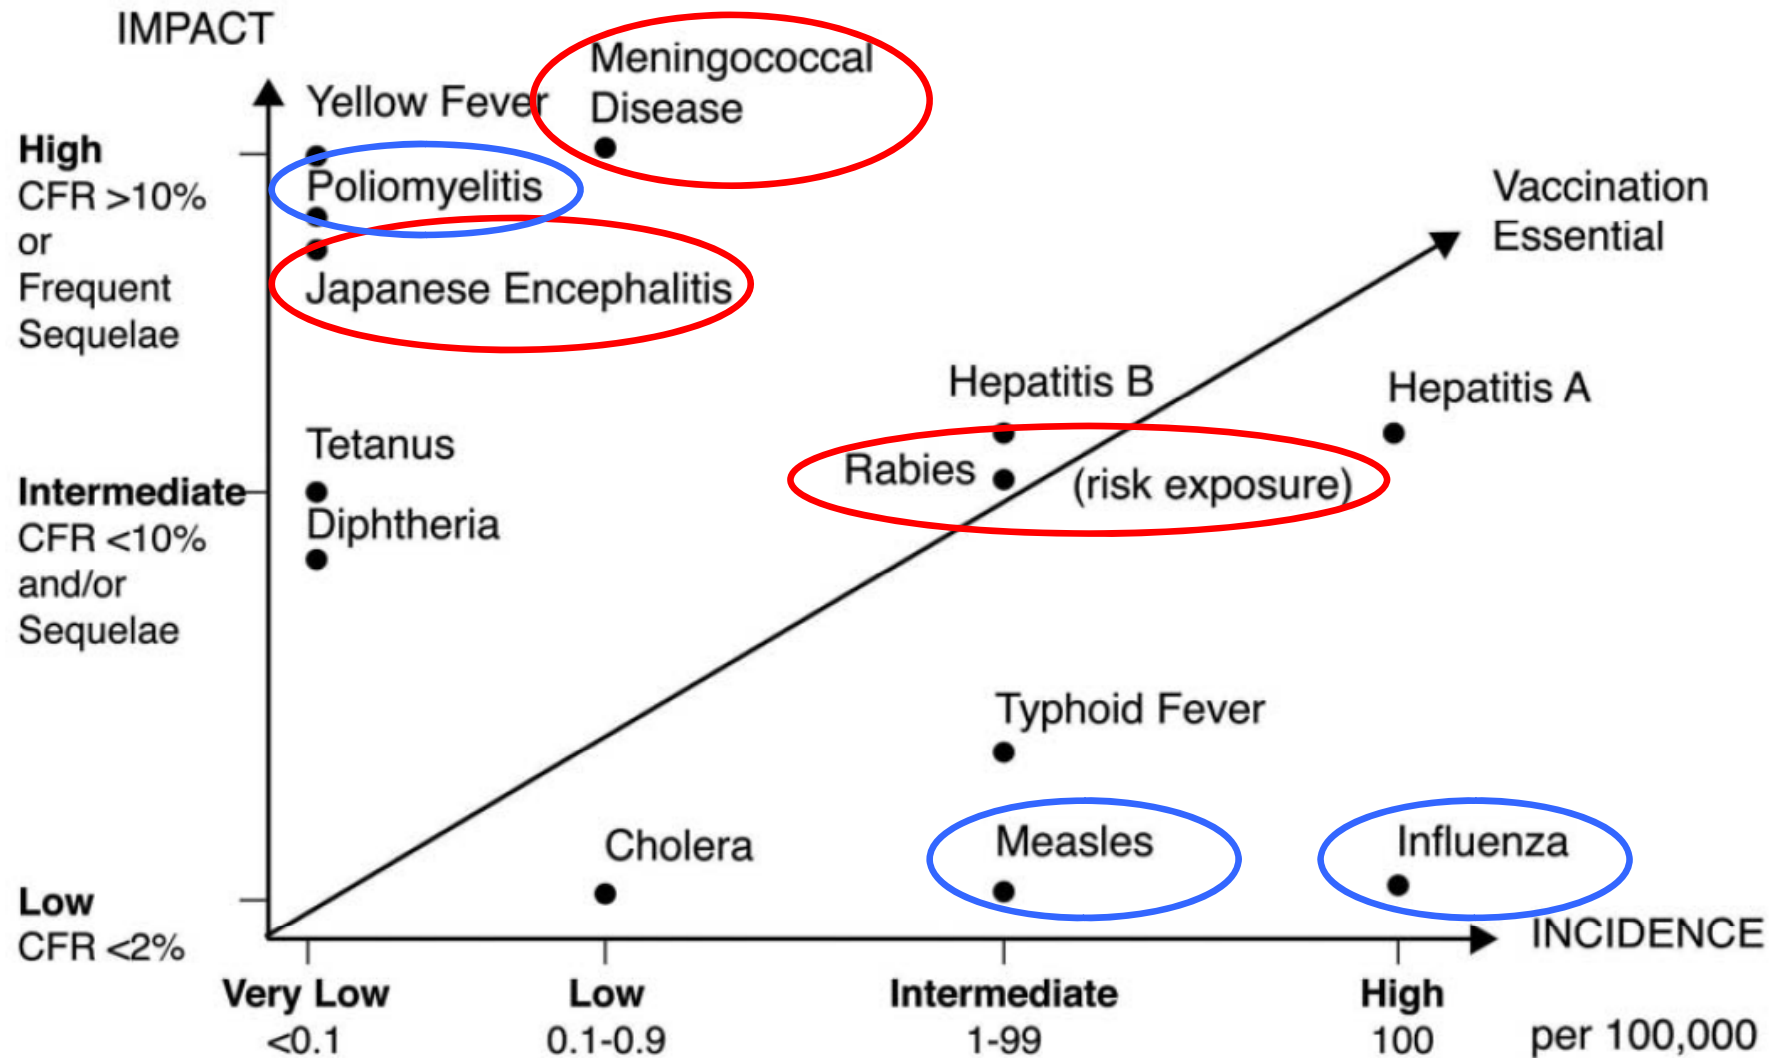 IMPACT
Meningococcal
Disease
Yellow Fever
High
CFR >10%
or
Frequent
Sequelae
Poliomyelitis
Japanese Encephalitis
Vaccination
Essential
Hepatitis B
Hepatitis A
Rabies
(risk exposure)
Tetanus
Intermediate
CFR <10%
and/or
Sequelae
Diphtheria
Typhoid Fever
Cholera
Measles
Influenza
Low
CFR <2%
INCIDENCE
Very Low
Low
Intermediate
High
<0.1
0.1-0.9
1-99
100
per 100,000